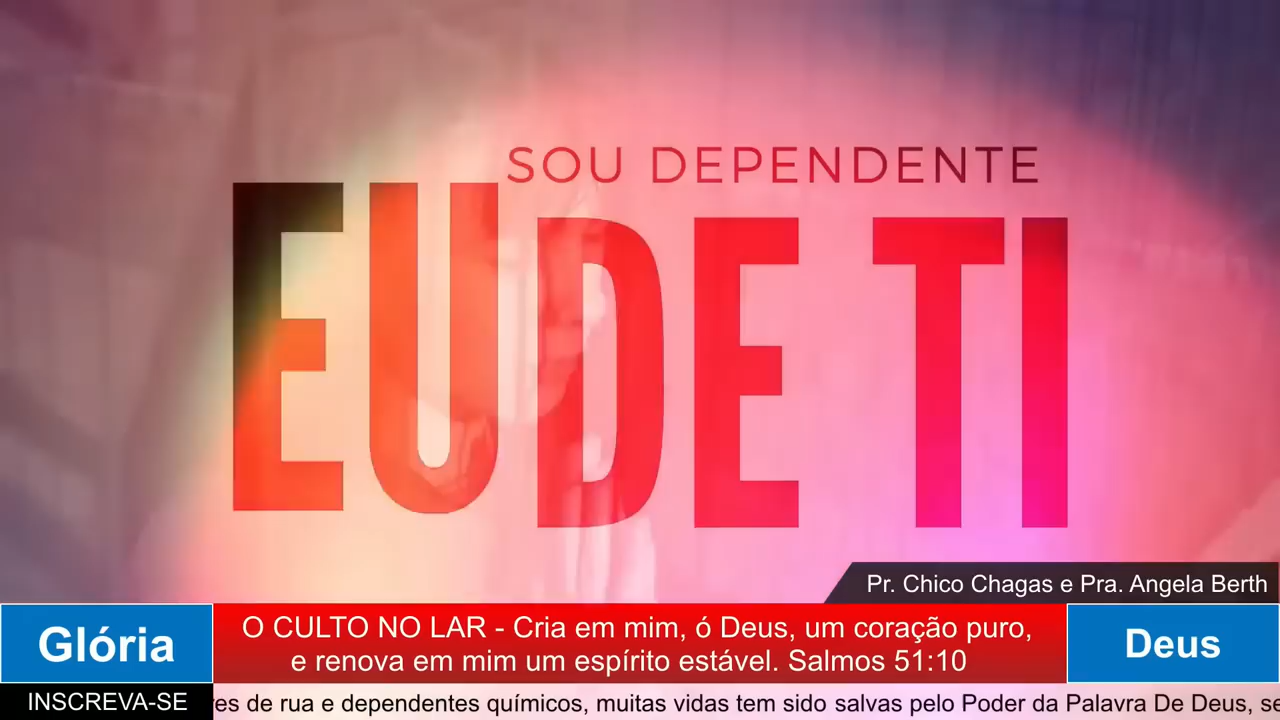 SOU DEPENDENTE
EU DE TI
Pr. Chico Chagas e Pra. Angela Berth
Glória
O CULTO NO LAR - Cria em mim, ó Deus, um coração puro,
e renova em mim um espírito estável. Salmos 51:10
Deus
INSCREVA-SE
de rua e dependentes químicos, muitas vidas tem sido salvas pelo Poder da Palavra De Deus,